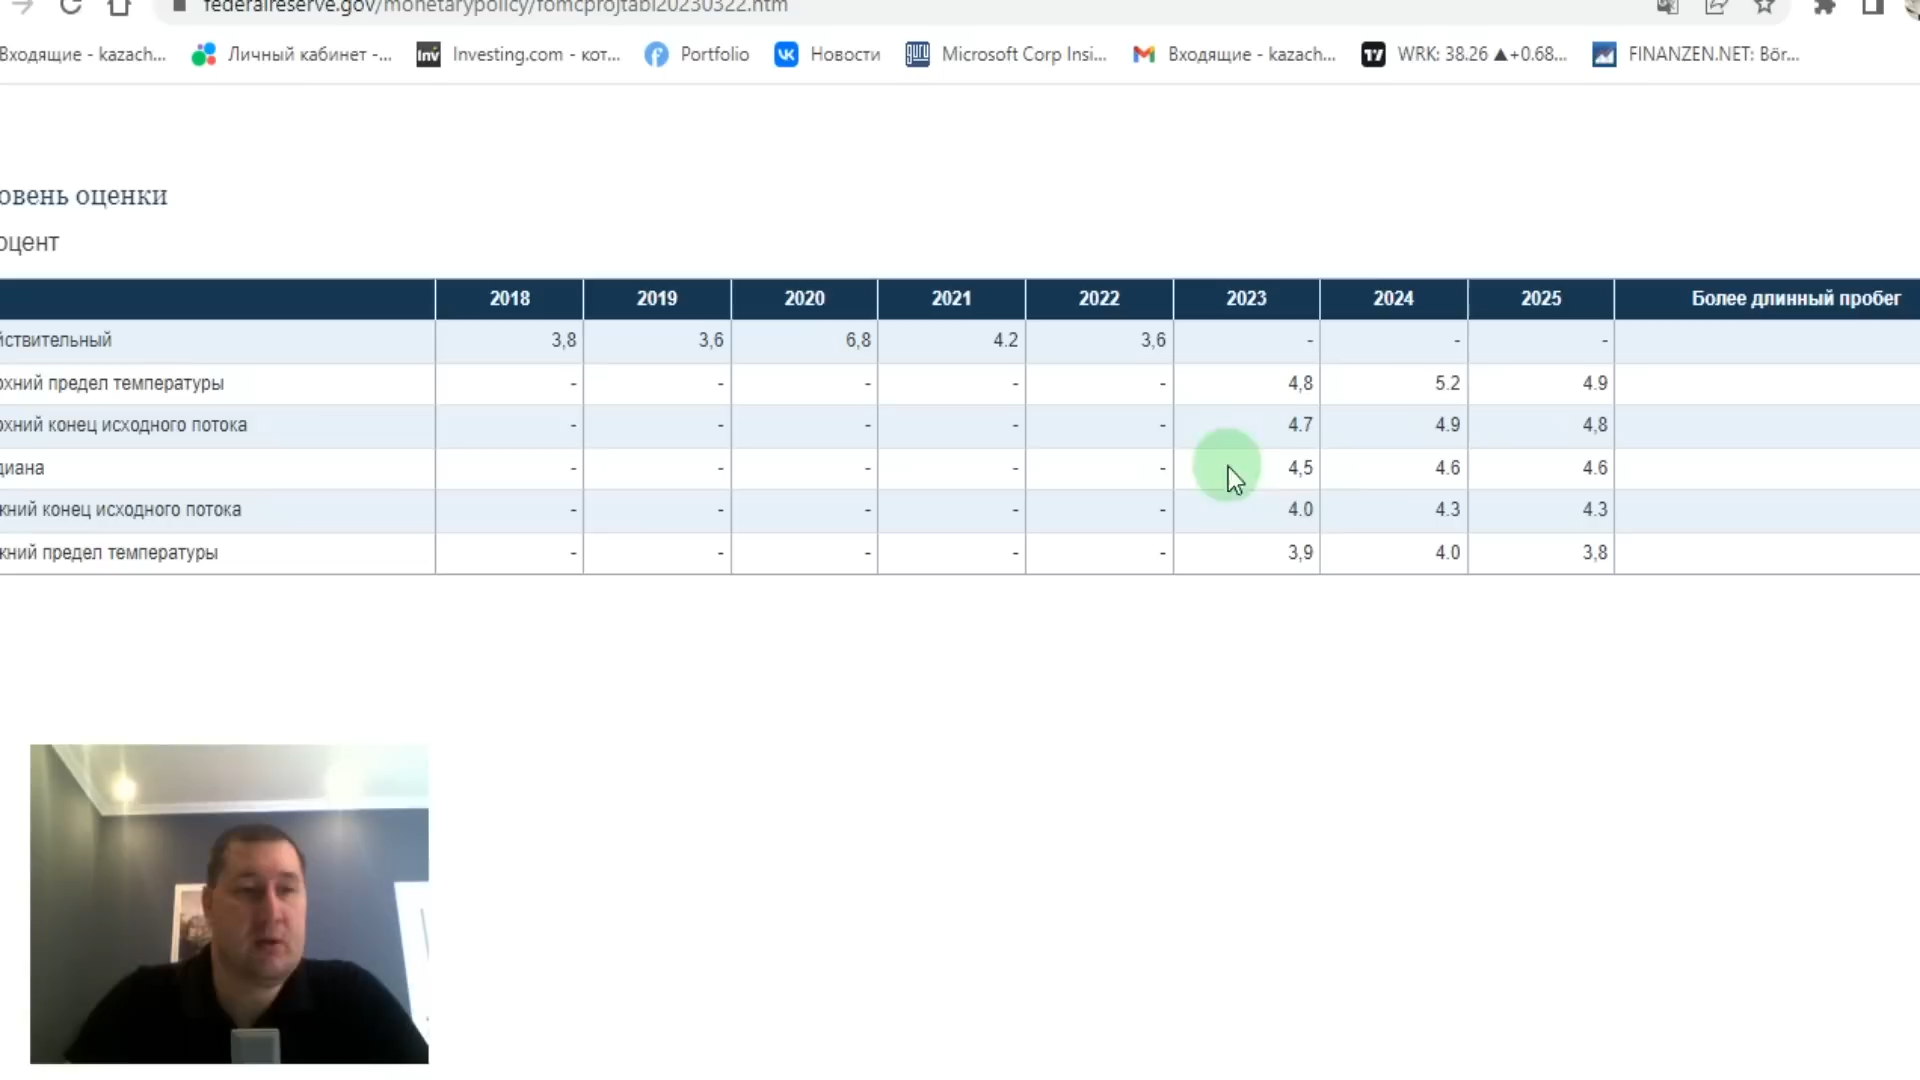 federalreserve.gov/monetarypolicy/fomcprojtabl20230322.htm
Входящие - kazach... Личный кабинет -... Inv Investing.com - кот... Portfolio Новости guru Microsoft Corp Insi... Входящие - kazach... WRK: 38.26 ▲+0.68... FINANZEN.NET: Bör...
овень оценки
оцент
2018 2019 2020 2021 2022 2023 2024 2025 Более длинный пробег
йствительный 3,8 3,6 6,8 4.2 3,6 - - -
рхний предел температуры - - - - - 4,8 5.2 4.9
рхний конец исходного потока - - - - - 4.7 4.9 4,8
диана - - - - - 4,5 4.6 4.6
жний конец исходного потока - - - - - 4.0 4.3 4.3
жний предел температуры - - - - - 3,9 4.0 3,8